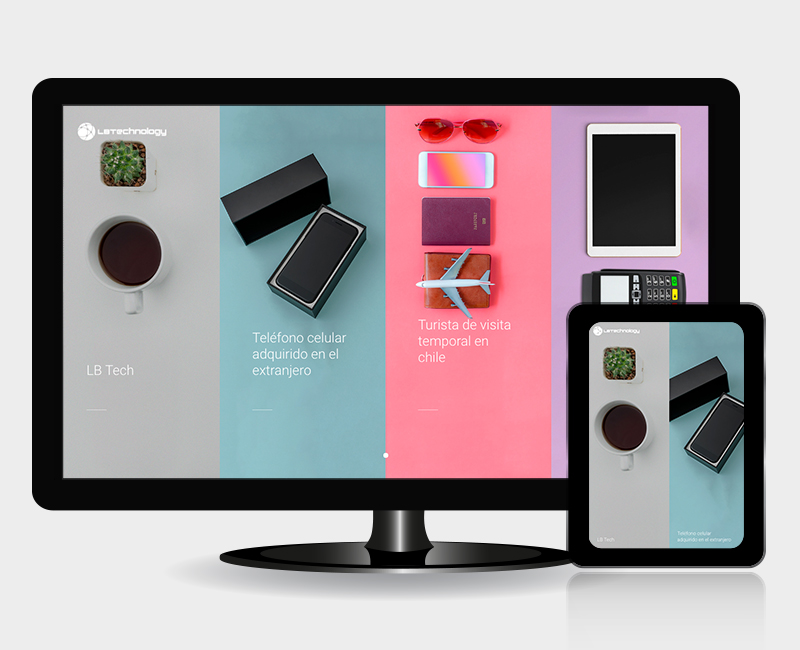 LBTechnology
LB Tech
Teléfono celular
adquirido en el
extranjero
Turista de visita
temporal en
chile
LBTechnology
LB Tech
Teléfono celular
adquirido en el extranjero